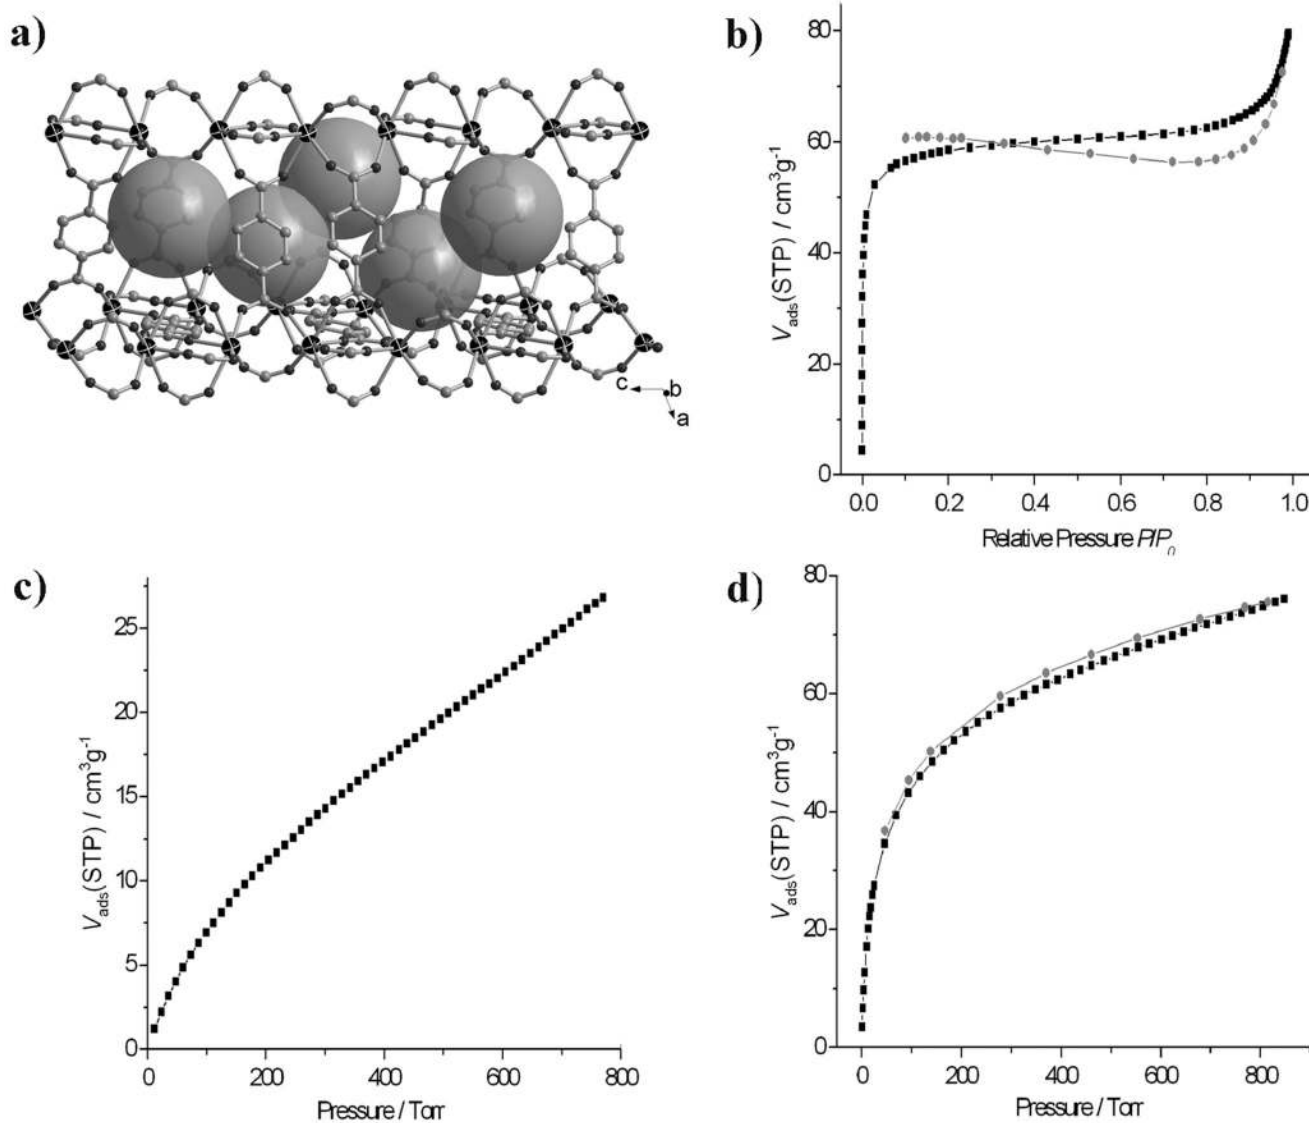 a)
c
b
a
b)
80
60
40
20
0
V_ads(STP) / cm³g⁻¹
0.0 0.2 0.4 0.6 0.8 1.0
Relative Pressure P/P₀
c)
25
20
15
10
5
0
V_ads(STP) / cm³g⁻¹
0 200 400 600 800
Pressure / Torr
d)
80
60
40
20
0
V_ads(STP) / cm³g⁻¹
0 200 400 600 800
Pressure / Torr